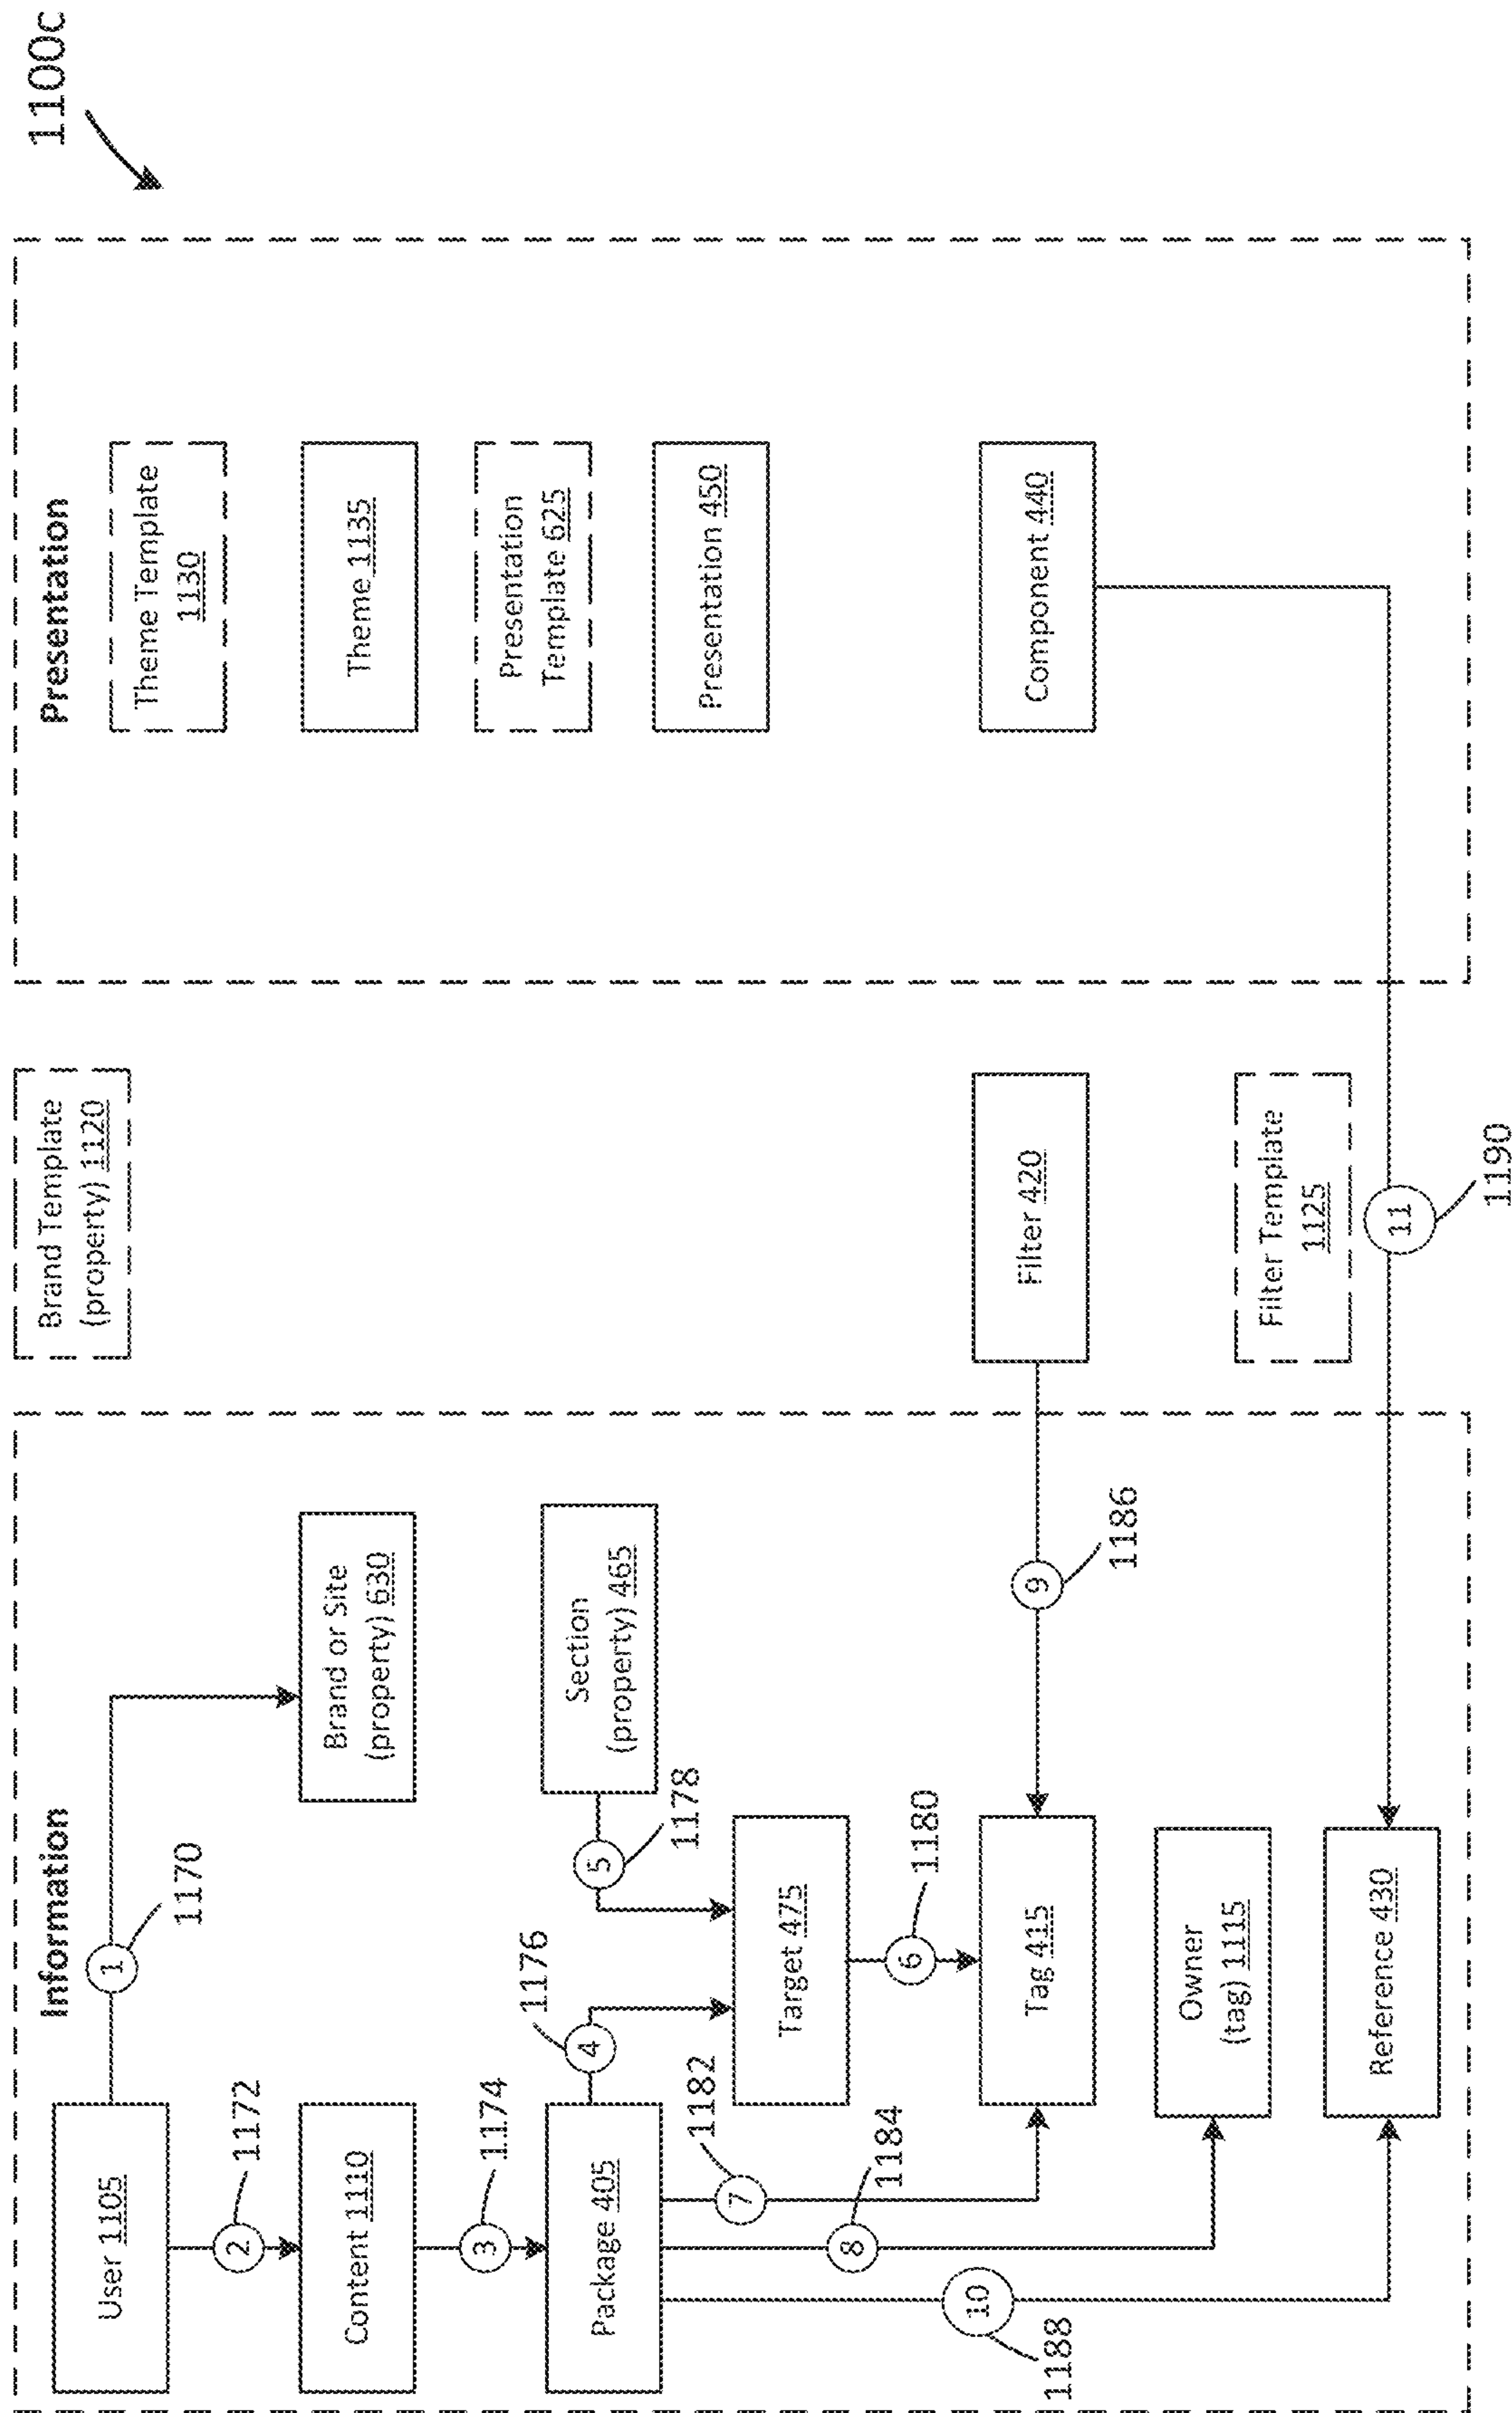 1100c
Information
User 1105
1
1170
2
1172
Content 1110
Brand or Site
(property) 630
3
1174
Package 405
4
1176
Section
(property) 465
5
1178
Target 475
6
1180
7
1182
Tag 415
8
1184
9
1186
Owner
(tag) 1115
10
1188
Reference 430
Brand Template
(property) 1120
Filter 420
Filter Template
1125
11
1190
Presentation
Theme Template
1130
Theme 1135
Presentation
Template 625
Presentation 450
Component 440